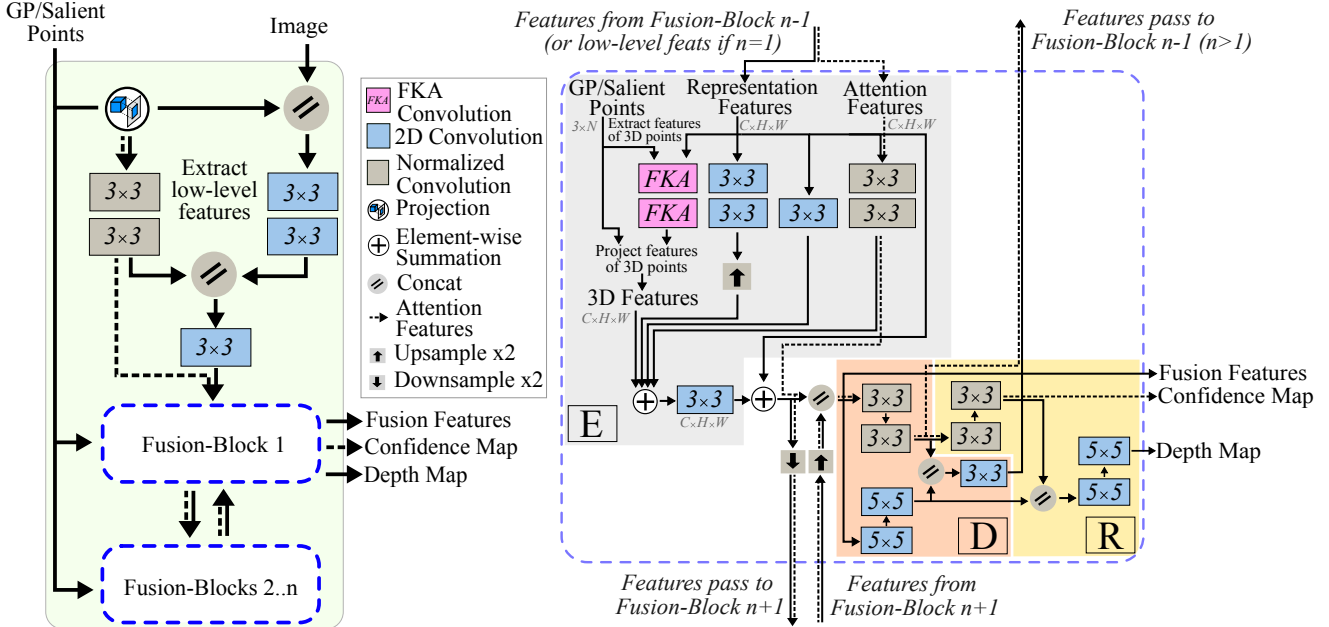 GP/Salient
Points
Image
3×3
3×3
Extract
low-level
features
3×3
3×3
3×3
Fusion-Block 1
Fusion-Blocks 2..n
Fusion Features
Confidence Map
Depth Map
FKA
FKA
Convolution
2D Convolution
Normalized
Convolution
Projection
Element-wise
Summation
Concat
Attention
Features
Upsample x2
Downsample x2
Features from Fusion-Block n-1
(or low-level feats if n=1)
Features pass to
Fusion-Block n-1 (n>1)
GP/Salient
Points
3×N
Extract features
of 3D points
Representation
Features
C×H×W
Attention
Features
C×H×W
FKA
3×3
3×3
FKA
3×3
3×3
3×3
Project features
of 3D points
3D Features
C×H×W
E
3×3
C×H×W
3×3
3×3
3×3
3×3
3×3
5×5
5×5
D
5×5
5×5
R
Fusion Features
Confidence Map
Depth Map
Features pass to
Fusion-Block n+1
Features from
Fusion-Block n+1